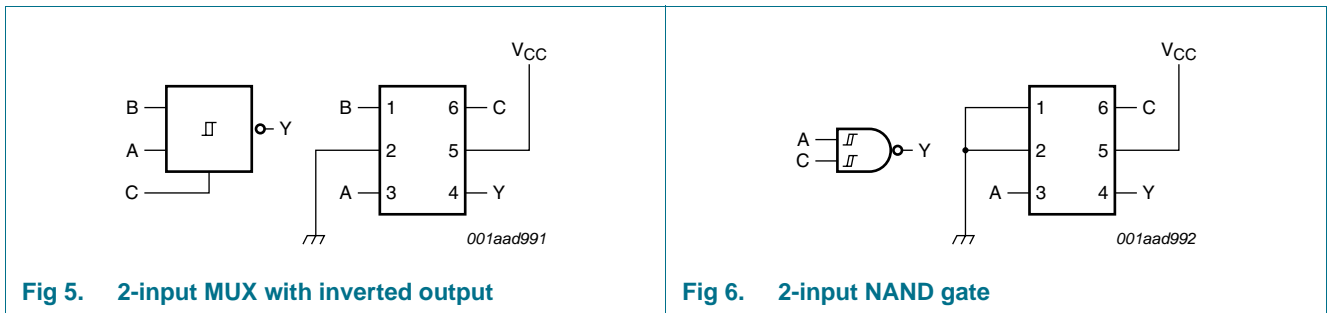 VCC
B 1 6 C
B
A
C
Y
2 5
A 3 4 Y
001aad991
Fig 5. 2-input MUX with inverted output
VCC
1 6 C
A
C
Y
2 5
A 3 4 Y
001aad992
Fig 6. 2-input NAND gate